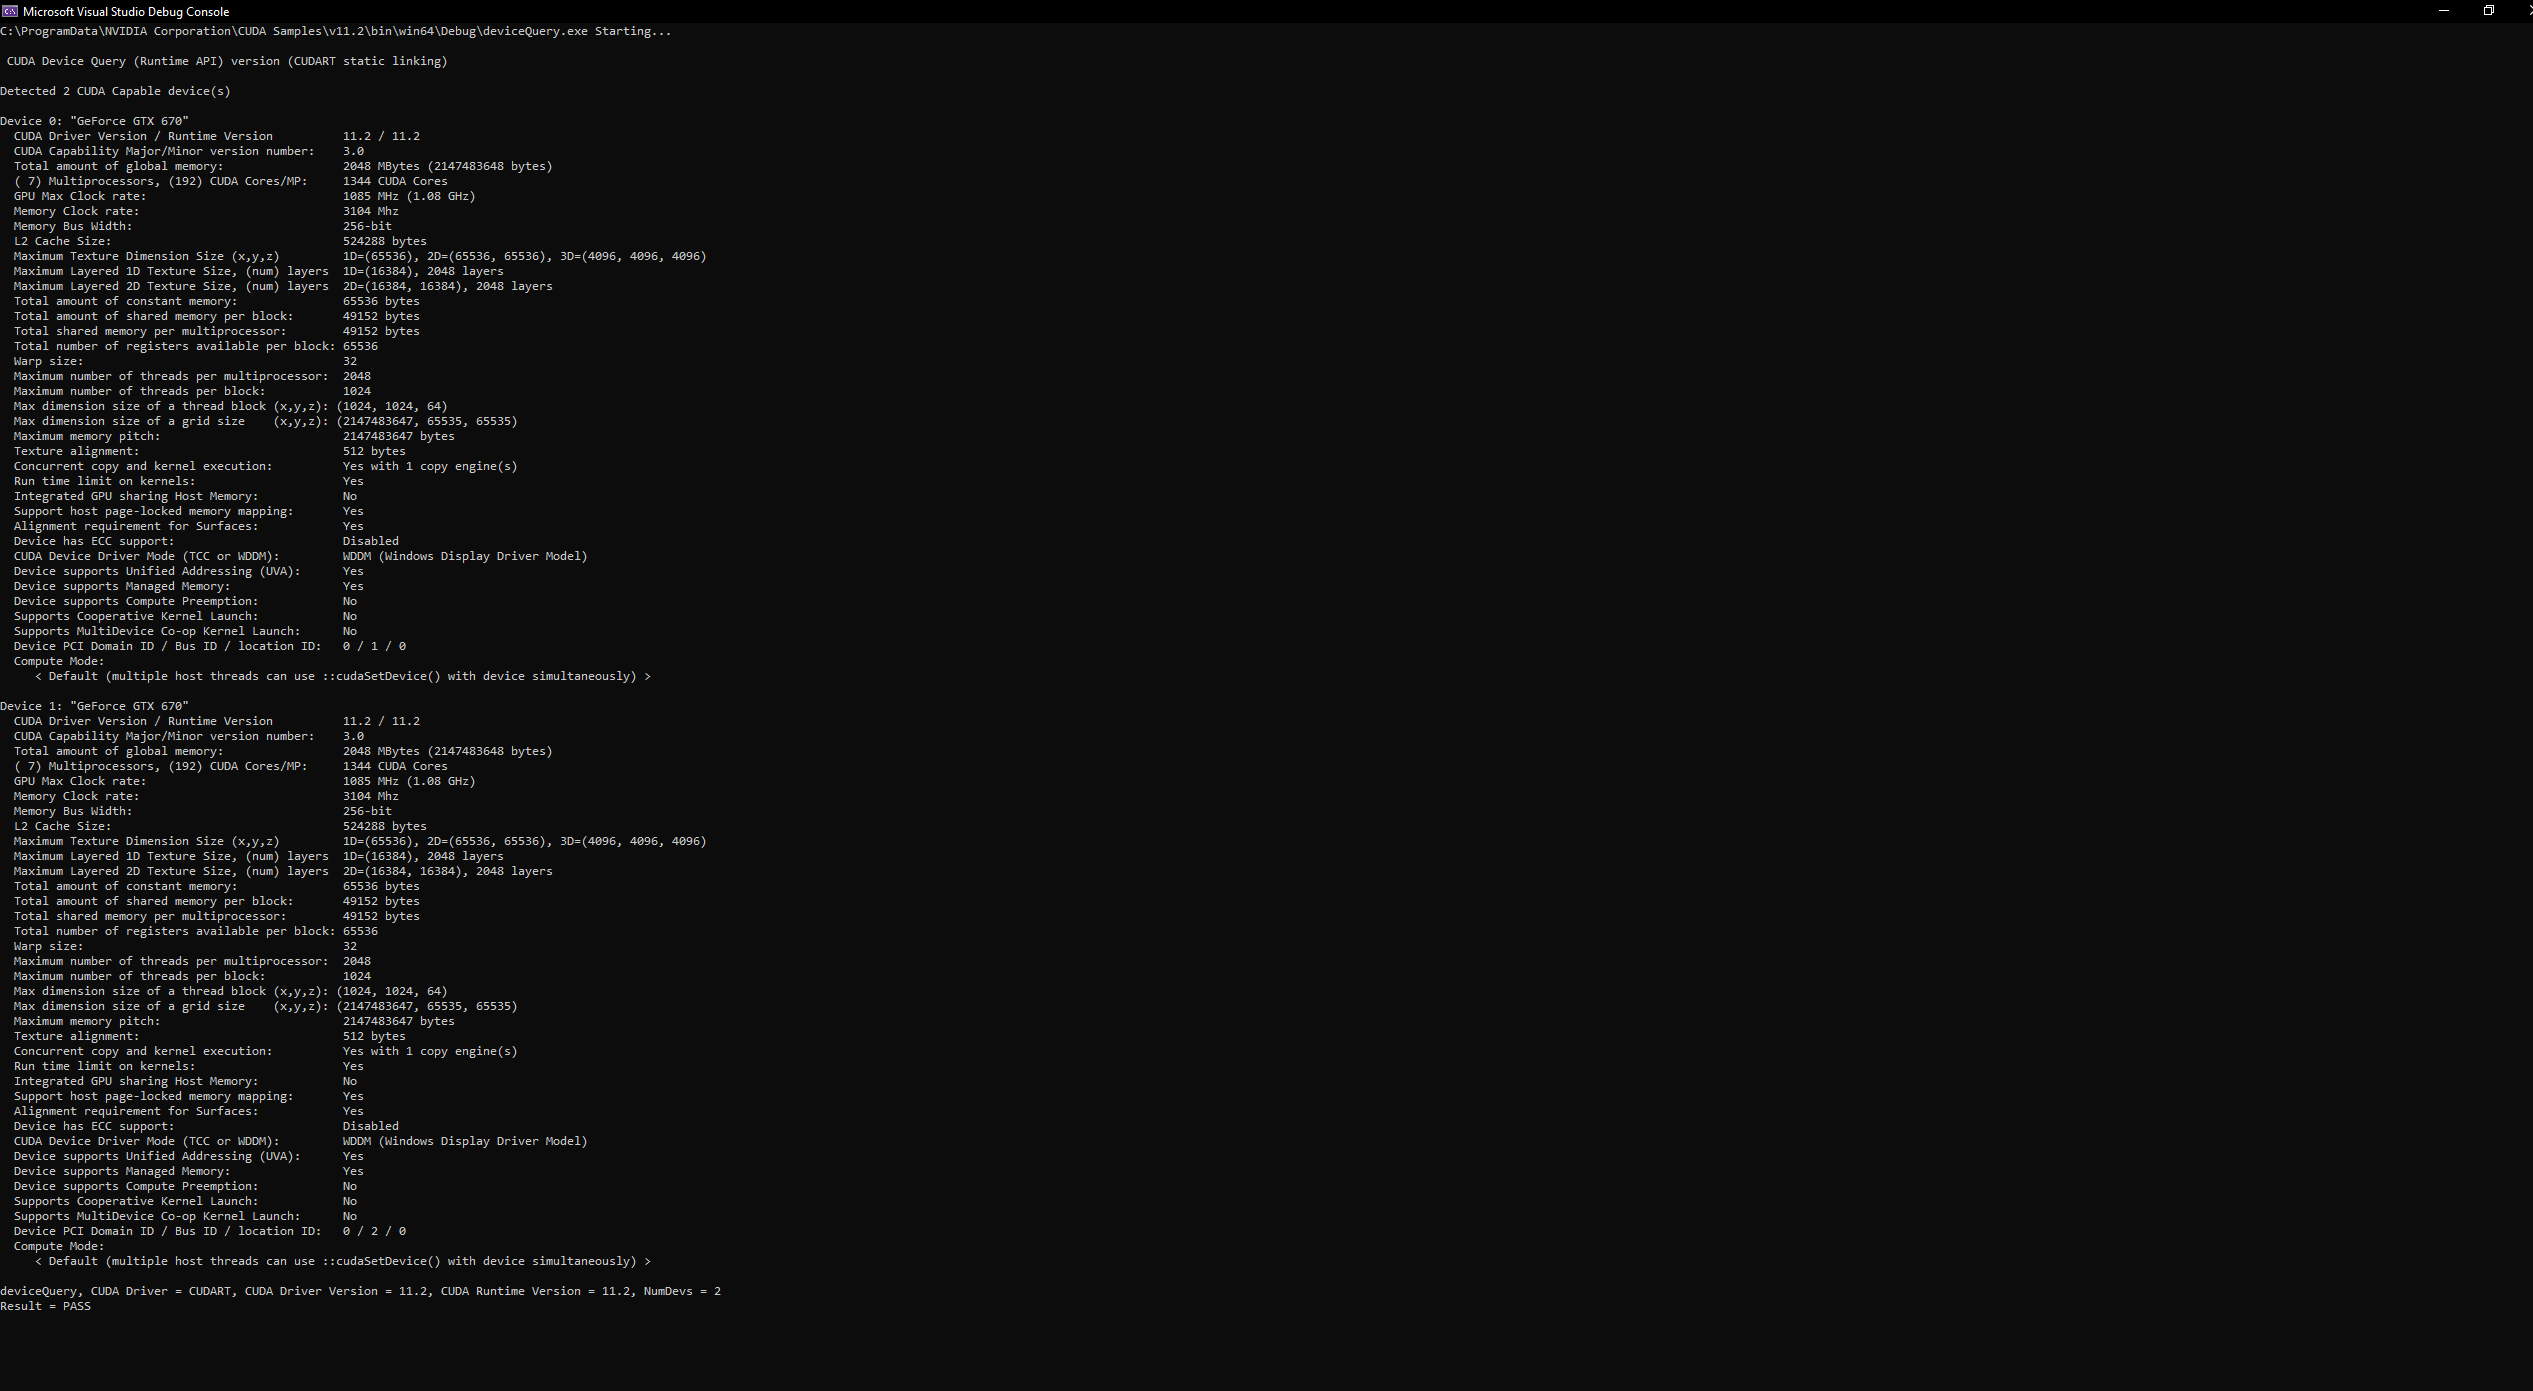 Microsoft Visual Studio Debug Console
C:\ProgramData\NVIDIA Corporation\CUDA Samples\v11.2\bin\win64\Debug\deviceQuery.exe Starting...
CUDA Device Query (Runtime API) version (CUDART static linking)
Detected 2 CUDA Capable device(s)
Device 0: "GeForce GTX 670"
CUDA Driver Version / Runtime Version 11.2 / 11.2
CUDA Capability Major/Minor version number: 3.0
Total amount of global memory: 2048 MBytes (2147483648 bytes)
( 7) Multiprocessors, (192) CUDA Cores/MP: 1344 CUDA Cores
GPU Max Clock rate: 1085 MHz (1.08 GHz)
Memory Clock rate: 3104 Mhz
Memory Bus Width: 256-bit
L2 Cache Size: 524288 bytes
Maximum Texture Dimension Size (x,y,z) 1D=(65536), 2D=(65536, 65536), 3D=(4096, 4096, 4096)
Maximum Layered 1D Texture Size, (num) layers 1D=(16384), 2048 layers
Maximum Layered 2D Texture Size, (num) layers 2D=(16384, 16384), 2048 layers
Total amount of constant memory: 65536 bytes
Total amount of shared memory per block: 49152 bytes
Total shared memory per multiprocessor: 49152 bytes
Total number of registers available per block: 65536
Warp size: 32
Maximum number of threads per multiprocessor: 2048
Maximum number of threads per block: 1024
Max dimension size of a thread block (x,y,z): (1024, 1024, 64)
Max dimension size of a grid size (x,y,z): (2147483647, 65535, 65535)
Maximum memory pitch: 2147483647 bytes
Texture alignment: 512 bytes
Concurrent copy and kernel execution: Yes with 1 copy engine(s)
Run time limit on kernels: Yes
Integrated GPU sharing Host Memory: No
Support host page-locked memory mapping: Yes
Alignment requirement for Surfaces: Yes
Device has ECC support: Disabled
CUDA Device Driver Mode (TCC or WDDM): WDDM (Windows Display Driver Model)
Device supports Unified Addressing (UVA): Yes
Device supports Managed Memory: Yes
Device supports Compute Preemption: No
Supports Cooperative Kernel Launch: No
Supports MultiDevice Co-op Kernel Launch: No
Device PCI Domain ID / Bus ID / location ID: 0 / 1 / 0
Compute Mode:
< Default (multiple host threads can use ::cudaSetDevice() with device simultaneously) >
Device 1: "GeForce GTX 670"
CUDA Driver Version / Runtime Version 11.2 / 11.2
CUDA Capability Major/Minor version number: 3.0
Total amount of global memory: 2048 MBytes (2147483648 bytes)
( 7) Multiprocessors, (192) CUDA Cores/MP: 1344 CUDA Cores
GPU Max Clock rate: 1085 MHz (1.08 GHz)
Memory Clock rate: 3104 Mhz
Memory Bus Width: 256-bit
L2 Cache Size: 524288 bytes
Maximum Texture Dimension Size (x,y,z) 1D=(65536), 2D=(65536, 65536), 3D=(4096, 4096, 4096)
Maximum Layered 1D Texture Size, (num) layers 1D=(16384), 2048 layers
Maximum Layered 2D Texture Size, (num) layers 2D=(16384, 16384), 2048 layers
Total amount of constant memory: 65536 bytes
Total amount of shared memory per block: 49152 bytes
Total shared memory per multiprocessor: 49152 bytes
Total number of registers available per block: 65536
Warp size: 32
Maximum number of threads per multiprocessor: 2048
Maximum number of threads per block: 1024
Max dimension size of a thread block (x,y,z): (1024, 1024, 64)
Max dimension size of a grid size (x,y,z): (2147483647, 65535, 65535)
Maximum memory pitch: 2147483647 bytes
Texture alignment: 512 bytes
Concurrent copy and kernel execution: Yes with 1 copy engine(s)
Run time limit on kernels: Yes
Integrated GPU sharing Host Memory: No
Support host page-locked memory mapping: Yes
Alignment requirement for Surfaces: Yes
Device has ECC support: Disabled
CUDA Device Driver Mode (TCC or WDDM): WDDM (Windows Display Driver Model)
Device supports Unified Addressing (UVA): Yes
Device supports Managed Memory: Yes
Device supports Compute Preemption: No
Supports Cooperative Kernel Launch: No
Supports MultiDevice Co-op Kernel Launch: No
Device PCI Domain ID / Bus ID / location ID: 0 / 2 / 0
Compute Mode:
< Default (multiple host threads can use ::cudaSetDevice() with device simultaneously) >
deviceQuery, CUDA Driver = CUDART, CUDA Driver Version = 11.2, CUDA Runtime Version = 11.2, NumDevs = 2
Result = PASS